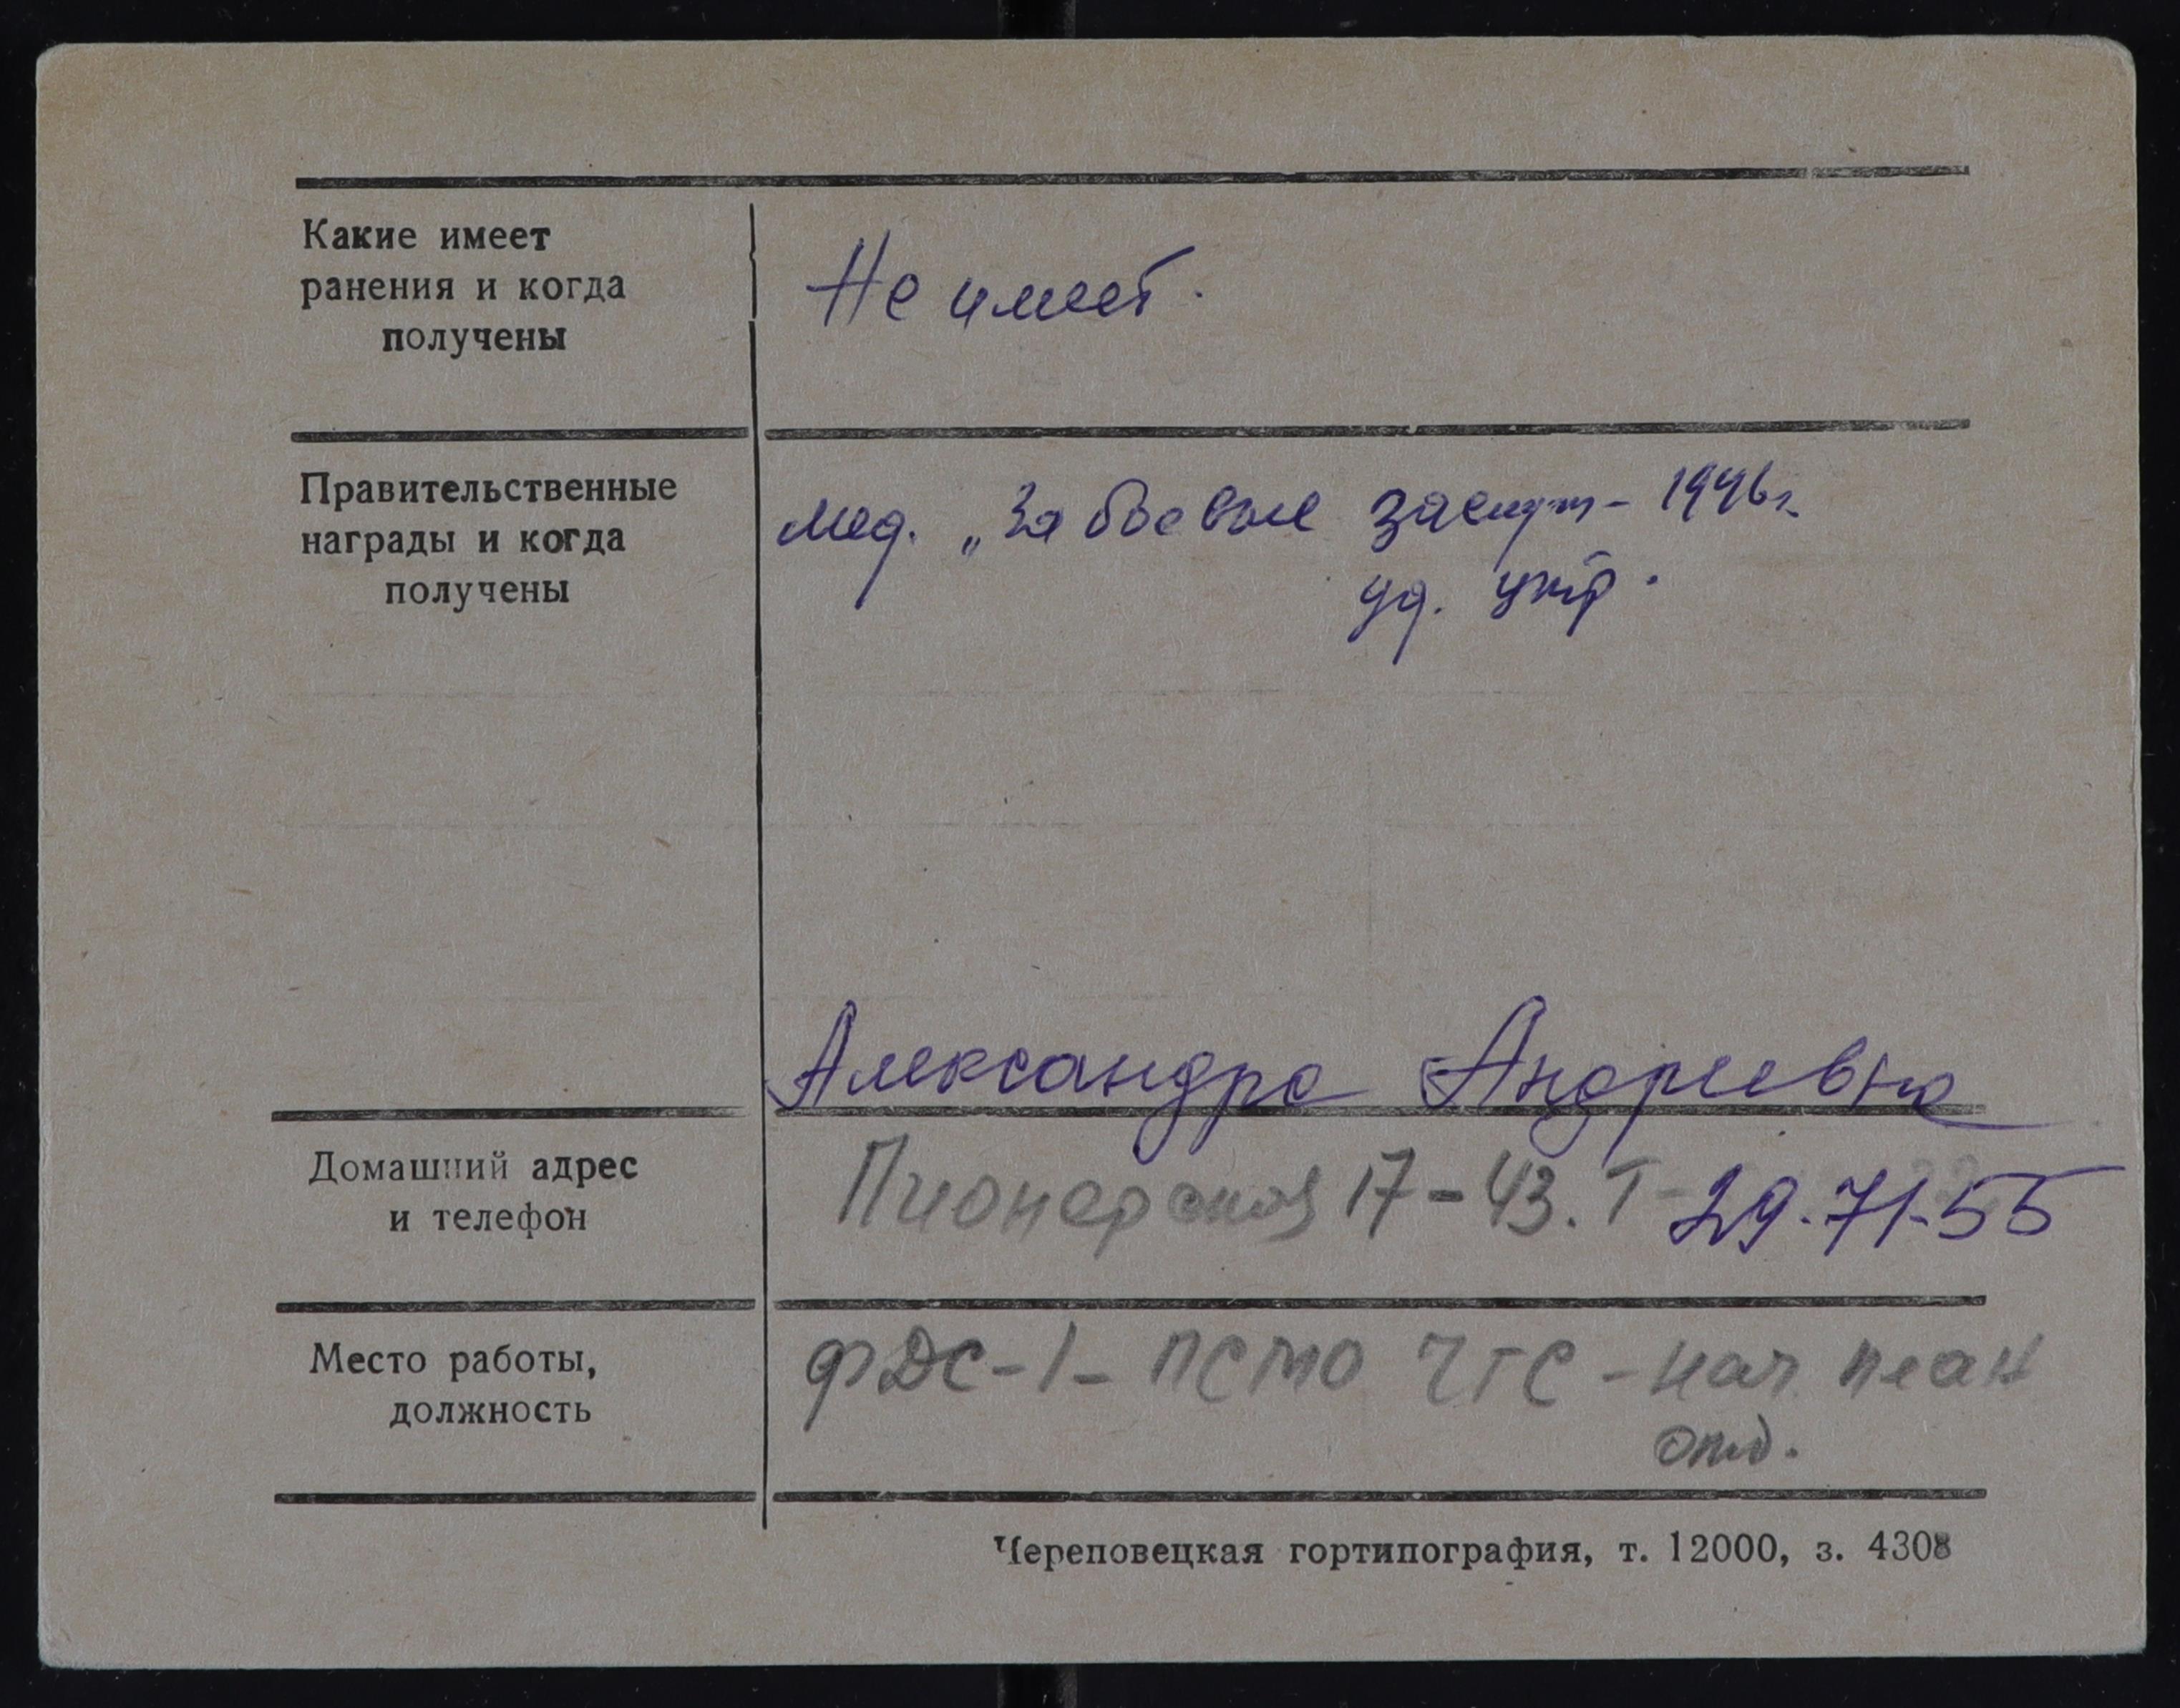 Какие имеет
ранения и когда
получены
Не имеет.
Правительственные
награды и когда
получены
мед. „За боевые заслуги - 1946г.
уд. утр.
Александра Андреевна
Домашний адрес
и телефон
Пионерская 17-43. Т- 29-71-55
Место работы,
должность
ФДС-1- ПСМО ЧТС - нач. план
отд.
Череповецкая гортипография, т. 12000, з. 4308